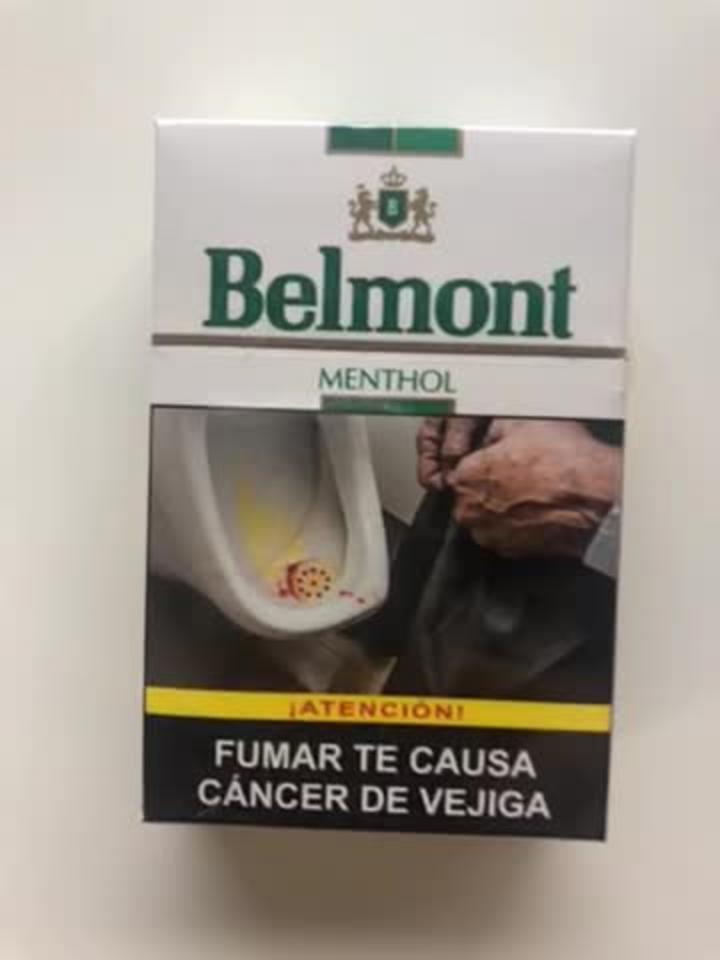 B
Belmont
MENTHOL
¡ATENCIÓN!
FUMAR TE CAUSA
CÁNCER DE VEJIGA